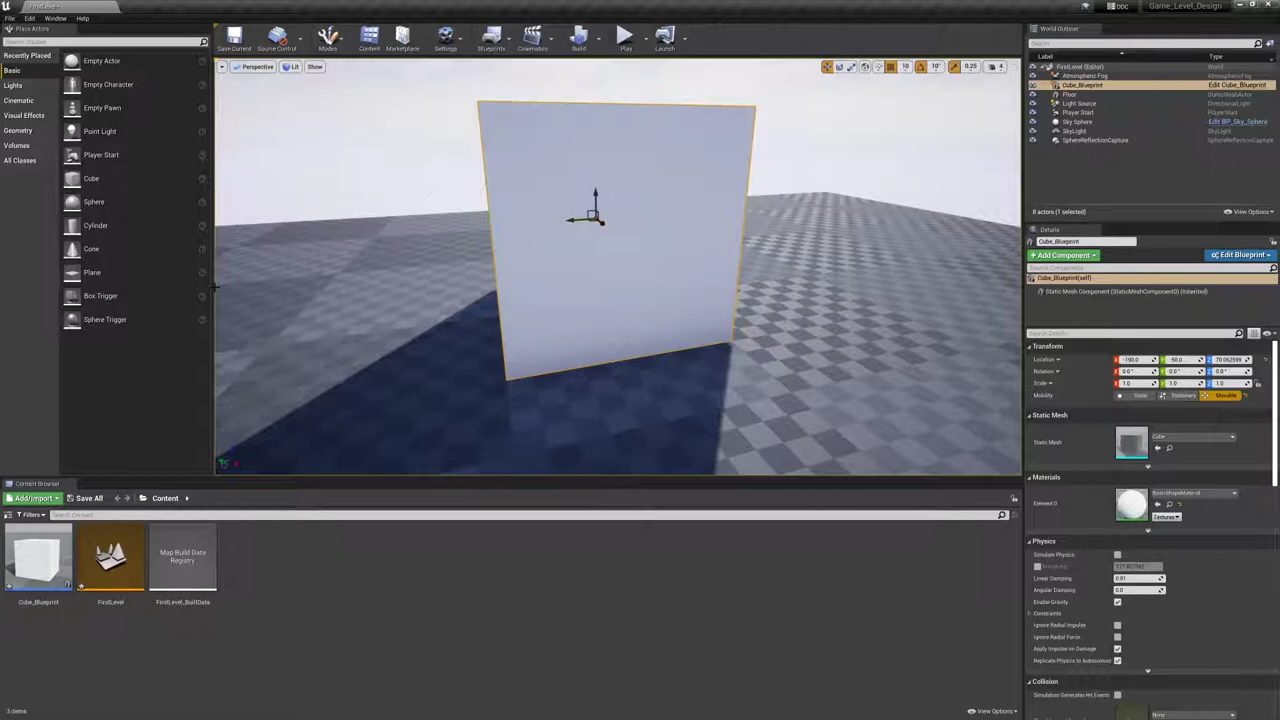 FirstLevel
DDC
Game_Level_Design
File Edit Window Help
Place Actors
Search Classes
Recently Placed
Basic
Lights
Cinematic
Visual Effects
Geometry
Volumes
All Classes
Empty Actor
Empty Character
Empty Pawn
Point Light
Player Start
Cube
Sphere
Cylinder
Cone
Plane
Box Trigger
Sphere Trigger
Save Current
Source Control
Modes
Content
Marketplace
Settings
Blueprints
Cinematics
Build
Play
Launch
Perspective Lit Show
10 10° 0.25 4
World Outliner
Search...
Label Type
FirstLevel (Editor) World
Atmospheric Fog AtmosphericFog
Cube_Blueprint Edit Cube_Blueprint
Floor StaticMeshActor
Light Source DirectionalLight
Player Start PlayerStart
Sky Sphere Edit BP_Sky_Sphere
SkyLight SkyLight
SphereReflectionCapture SphereReflectionCapture
8 actors (1 selected) View Options
Details
Cube_Blueprint
+ Add Component Edit Blueprint
Search Components
Cube_Blueprint(self)
Static Mesh Component (StaticMeshComponent0) (Inherited)
Search Details
Transform
Location X -190.0 Y -50.0 Z 70.062599
Rotation X 0.0° Y 0.0° Z 0.0°
Scale X 1.0 Y 1.0 Z 1.0
Mobility Static Stationary Movable
Static Mesh
Static Mesh Cube
Materials
Element 0 BasicShapeMaterial
Textures
Physics
Simulate Physics
Linear Damping 0.01
Angular Damping 0.0
Enable Gravity
Constraints
Ignore Radial Impulse
Ignore Radial Force
Apply Impulse on Damage
Replicate Physics to Autonomous
Collision
Simulation Generates Hit Events
None
Content Browser
Add/Import Save All Content
Filters Search Content
Cube_Blueprint
FirstLevel
Map Build Data Registry
FirstLevel_BuiltData
3 items View Options